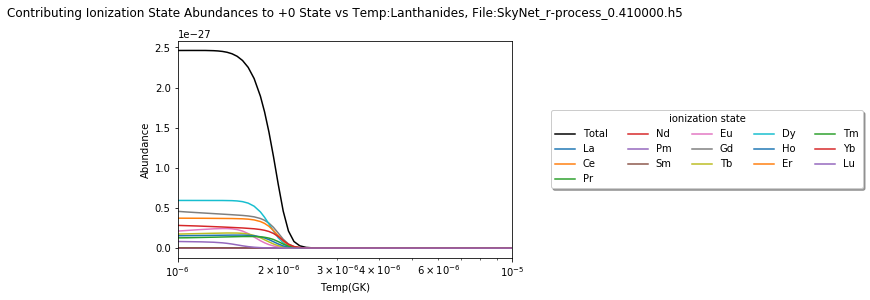 Contributing Ionization State Abundances to +0 State vs Temp:Lanthanides, File:SkyNet_r-process_0.410000.h5
1e−27
2.5
2.0
1.5
1.0
0.5
0.0
Abundance
10⁻⁶ 2 × 10⁻⁶ 3 × 10⁻⁶ 4 × 10⁻⁶ 6 × 10⁻⁶ 10⁻⁵
Temp(GK)
ionization state
Total Nd Eu Dy Tm
La Pm Gd Ho Yb
Ce Sm Tb Er Lu
Pr